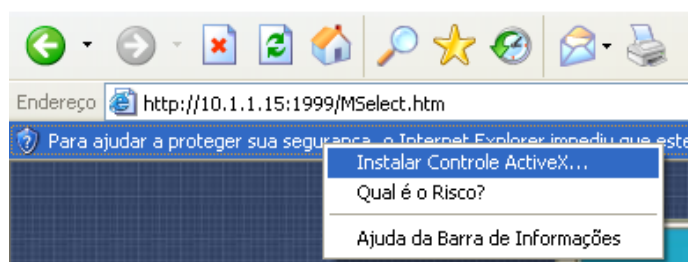 Endereço http://10.1.1.15:1999/MSelect.htm
Para ajudar a proteger sua segurança, o Internet Explorer impediu que este
Instalar Controle ActiveX...
Qual é o Risco?
Ajuda da Barra de Informações